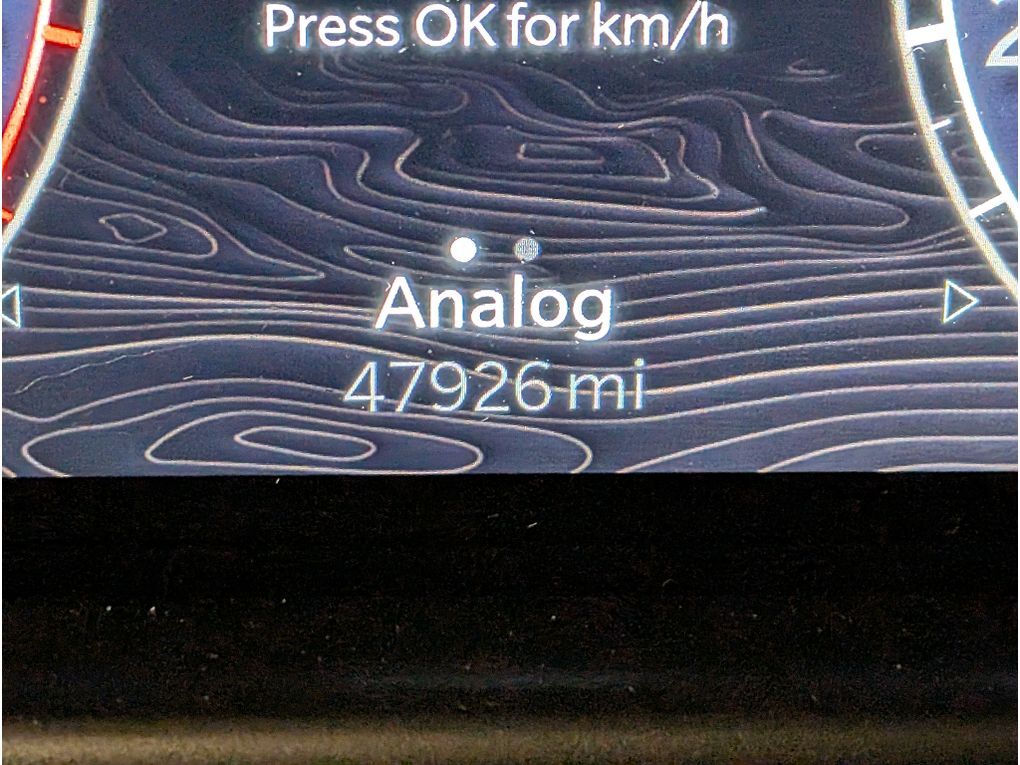 Press OK for km/h
Analog
47926 mi